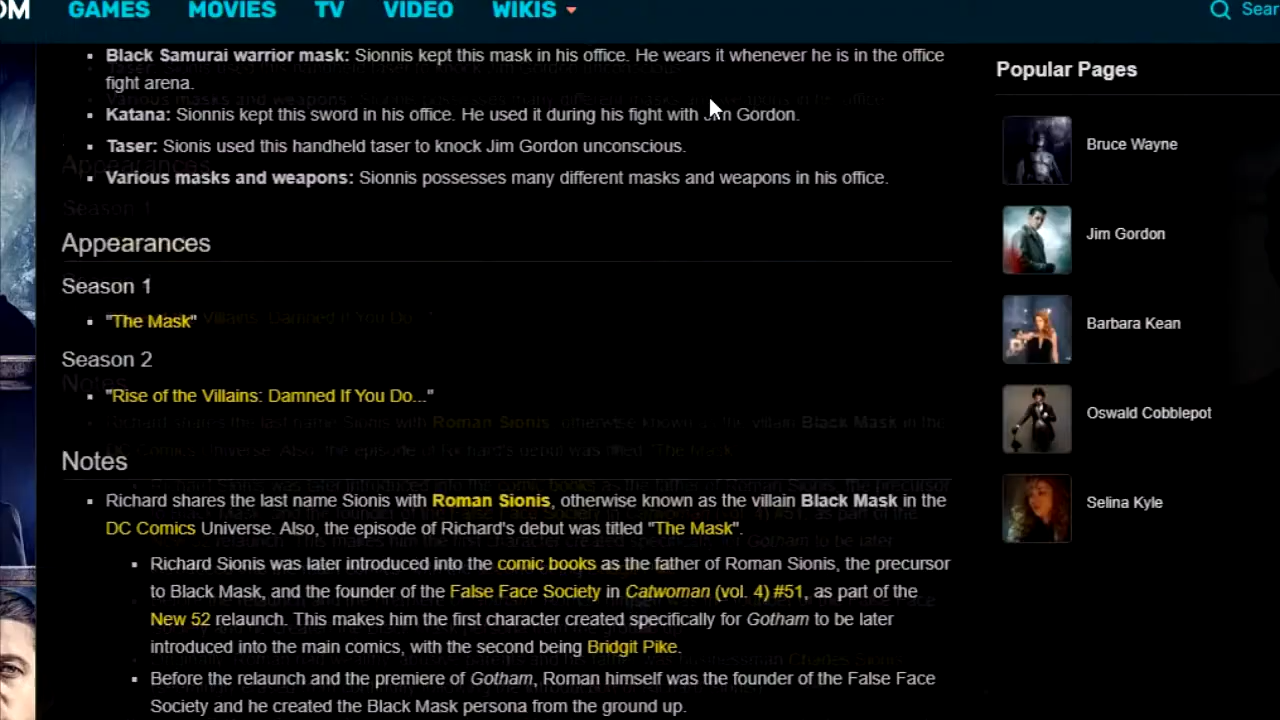 OM GAMES MOVIES TV VIDEO WIKIS Sear
Black Samurai warrior mask: Sionnis kept this mask in his office. He wears it whenever he is in the office
fight arena.
Katana: Sionnis kept this sword in his office. He used it during his fight with Jim Gordon.
Taser: Sionis used this handheld taser to knock Jim Gordon unconscious.
Various masks and weapons: Sionnis possesses many different masks and weapons in his office.
Appearances
Season 1
"The Mask"
Season 2
"Rise of the Villains: Damned If You Do..."
Notes
Richard shares the last name Sionis with Roman Sionis, otherwise known as the villain Black Mask in the
DC Comics Universe. Also, the episode of Richard's debut was titled "The Mask".
Richard Sionis was later introduced into the comic books as the father of Roman Sionis, the precursor
to Black Mask, and the founder of the False Face Society in Catwoman (vol. 4) #51, as part of the
New 52 relaunch. This makes him the first character created specifically for Gotham to be later
introduced into the main comics, with the second being Bridgit Pike.
Before the relaunch and the premiere of Gotham, Roman himself was the founder of the False Face
Society and he created the Black Mask persona from the ground up.
Popular Pages
Bruce Wayne
Jim Gordon
Barbara Kean
Oswald Cobblepot
Selina Kyle